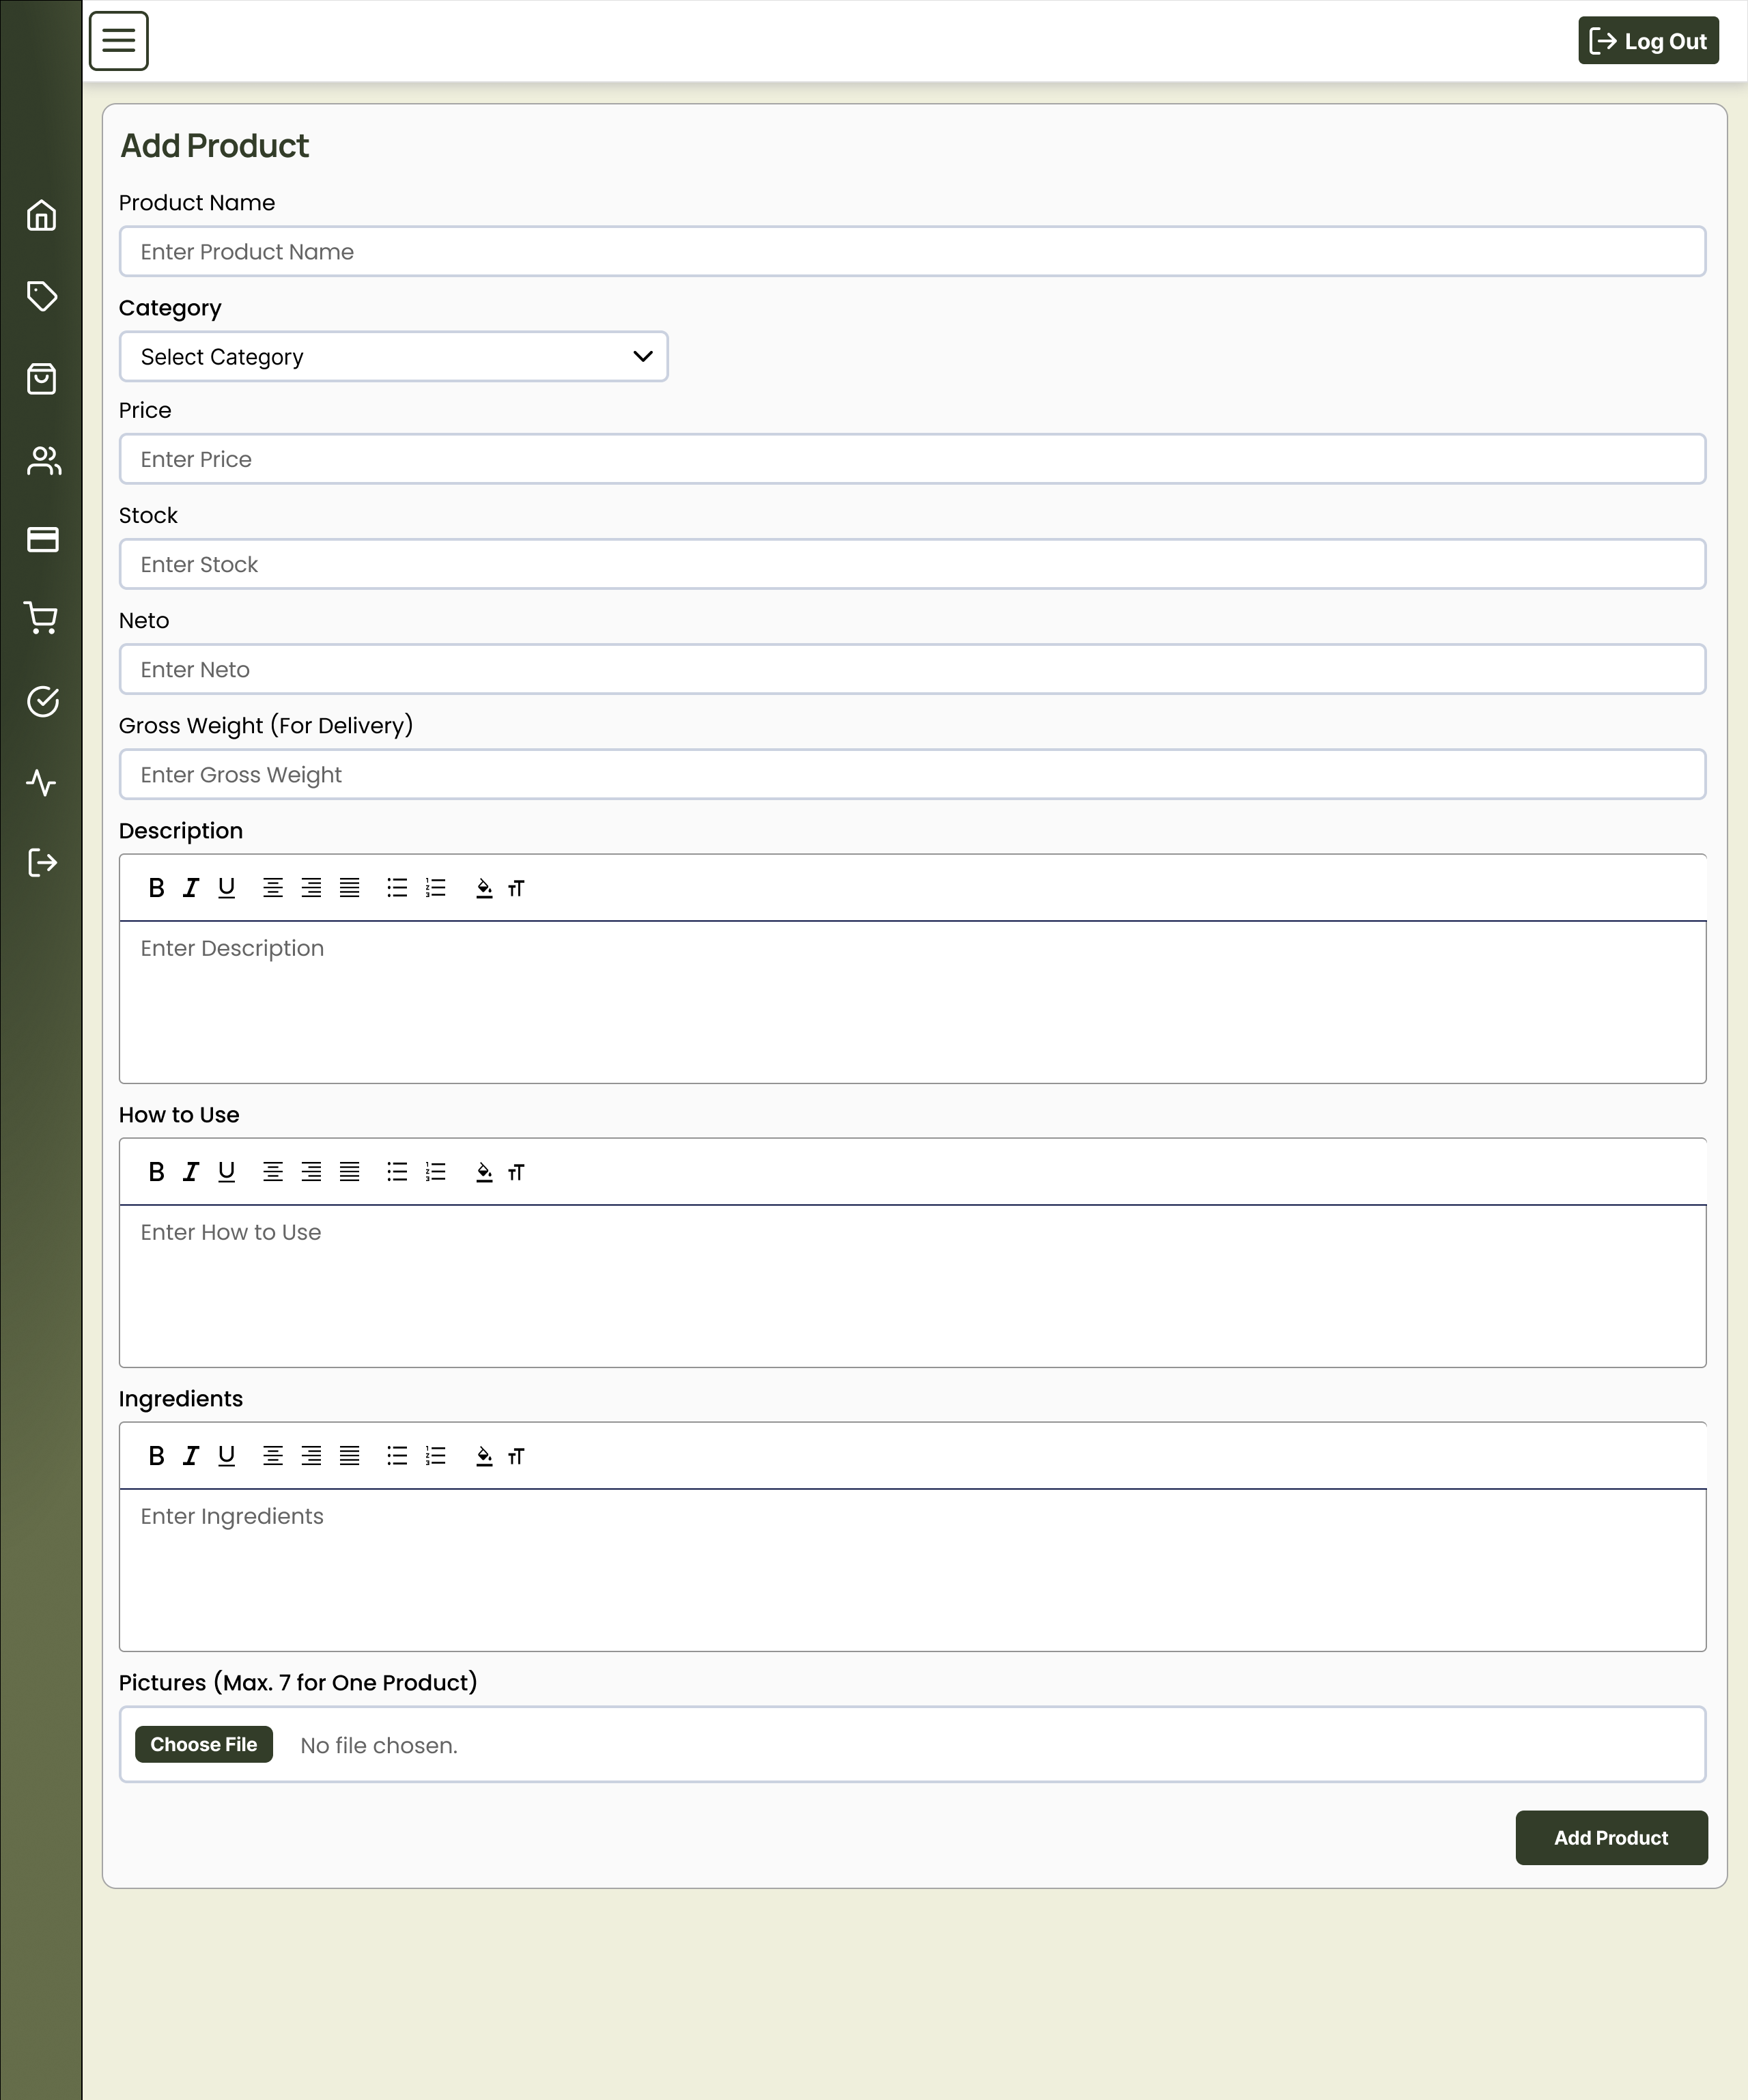 Log Out
Add Product
Product Name
Enter Product Name
Category
Select Category
Price
Enter Price
Stock
Enter Stock
Neto
Enter Neto
Gross Weight (For Delivery)
Enter Gross Weight
Description
B I U
Enter Description
How to Use
B I U
Enter How to Use
Ingredients
B I U
Enter Ingredients
Pictures (Max. 7 for One Product)
Choose File No file chosen.
Add Product